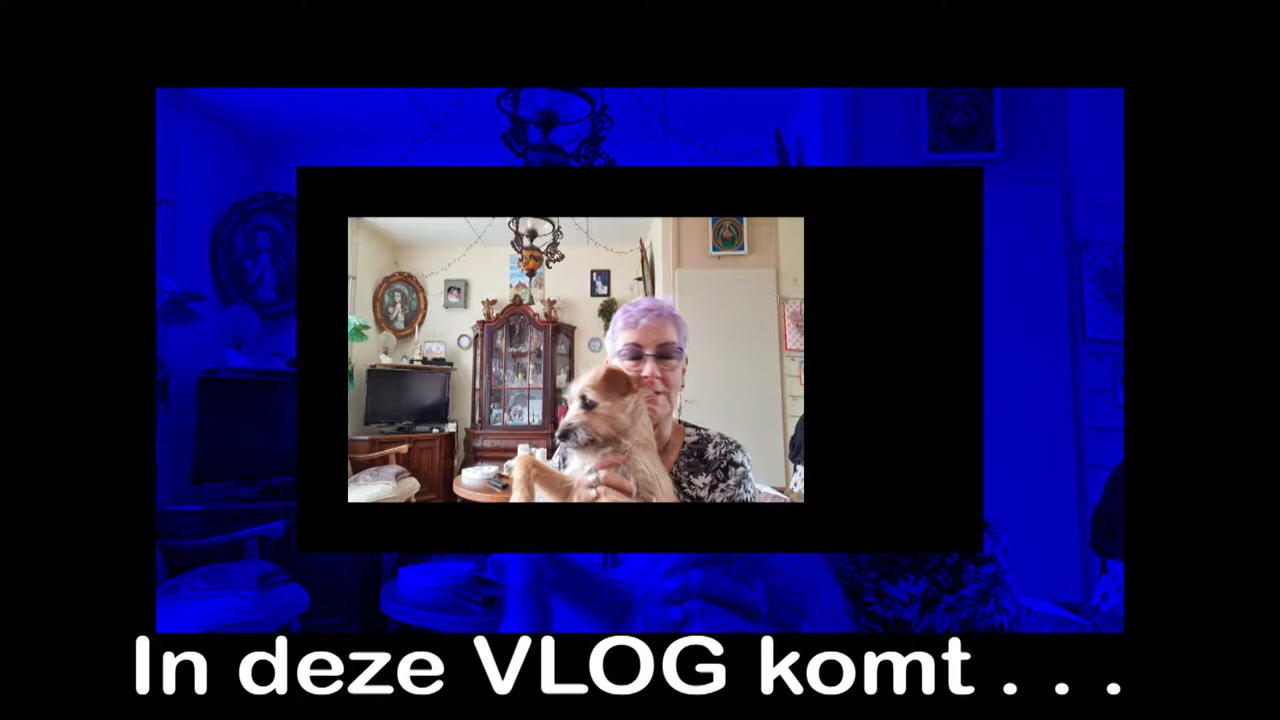 In deze VLOG komt . . .